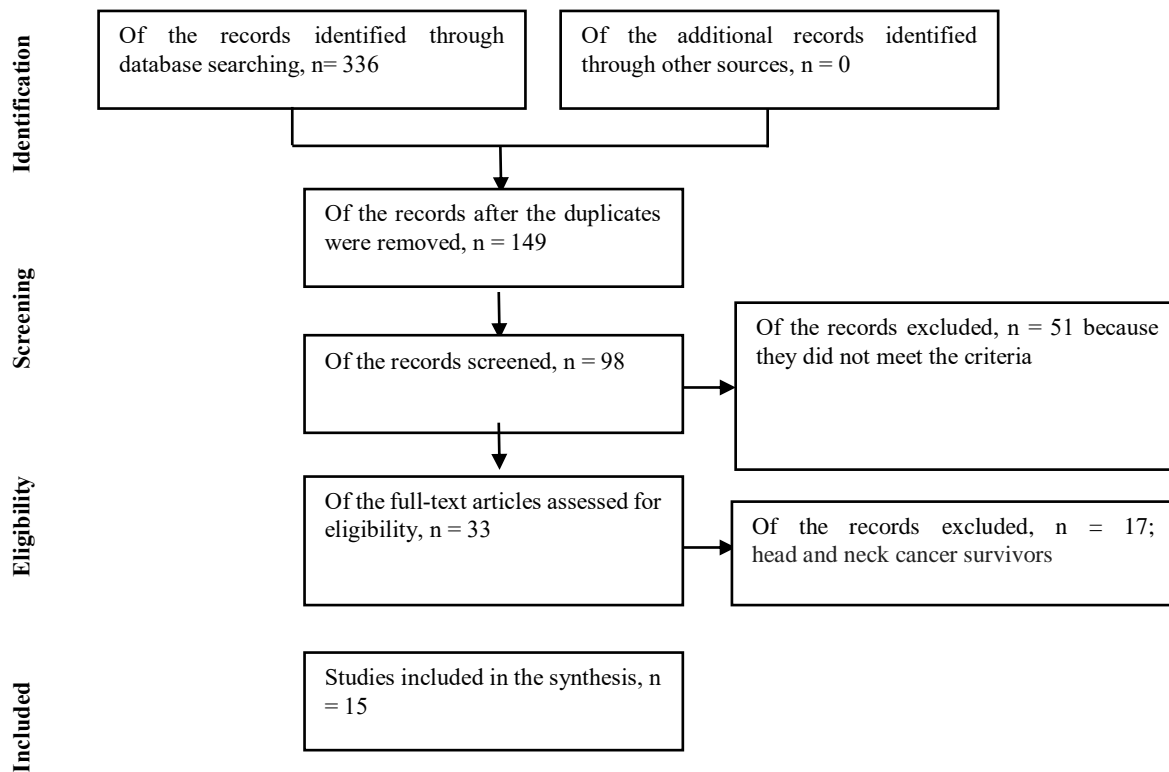 Identification
Of the records identified through
database searching, n= 336
Of the additional records identified
through other sources, n = 0
Of the records after the duplicates
were removed, n = 149
Screening
Of the records screened, n = 98
Of the records excluded, n = 51 because
they did not meet the criteria
Eligibility
Of the full-text articles assessed for
eligibility, n = 33
Of the records excluded, n = 17;
head and neck cancer survivors
Included
Studies included in the synthesis, n
= 15